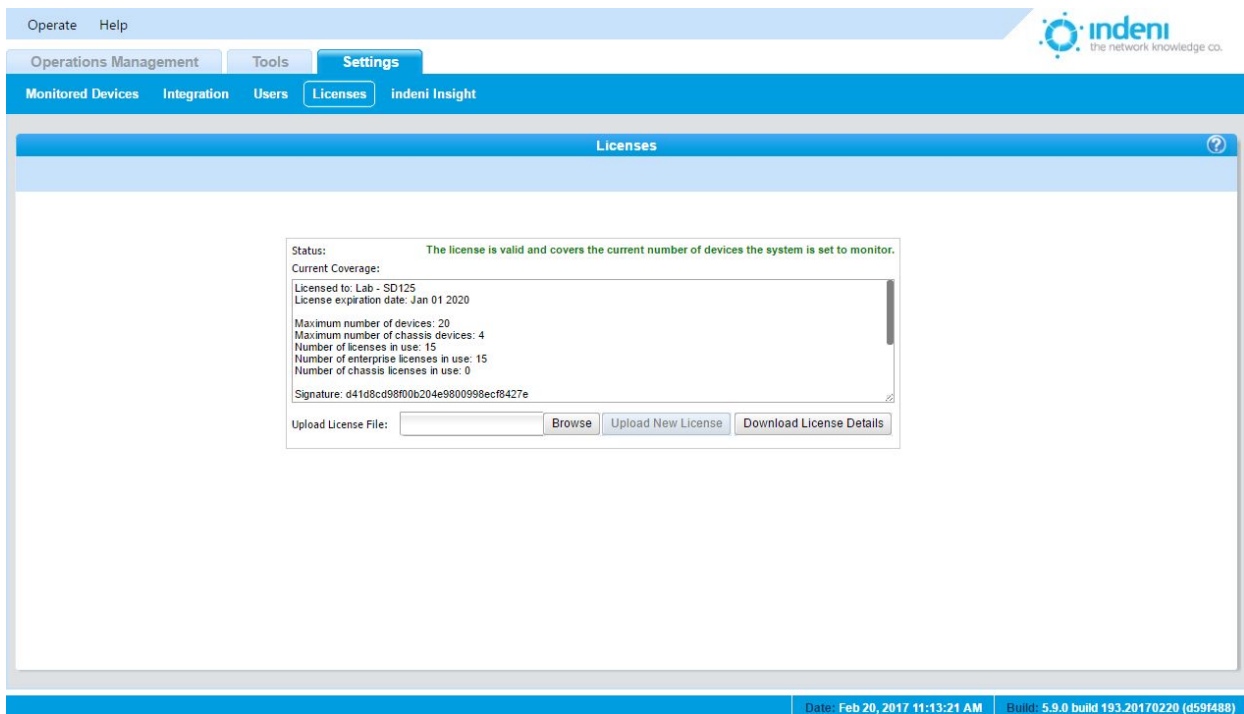 Operate Help
indeni
the network knowledge co.
Operations Management Tools Settings
Monitored Devices Integration Users Licenses indeni Insight
Licenses ?
Status: The license is valid and covers the current number of devices the system is set to monitor.
Current Coverage:
Licensed to: Lab - SD125
License expiration date: Jan 01 2020
Maximum number of devices: 20
Maximum number of chassis devices: 4
Number of licenses in use: 15
Number of enterprise licenses in use: 15
Number of chassis licenses in use: 0
Signature: d41d8cd98f00b204e9800998ecf8427e
Upload License File: Browse Upload New License Download License Details
Date: Feb 20, 2017 11:13:21 AM Build: 5.9.0 build 193.20170220 (d59f488)